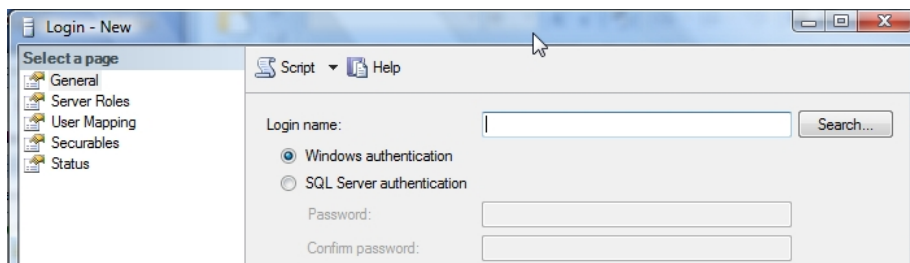 Login - New
Select a page
General
Server Roles
User Mapping
Securables
Status
Script Help
Login name: Search...
Windows authentication
SQL Server authentication
Password:
Confirm password: